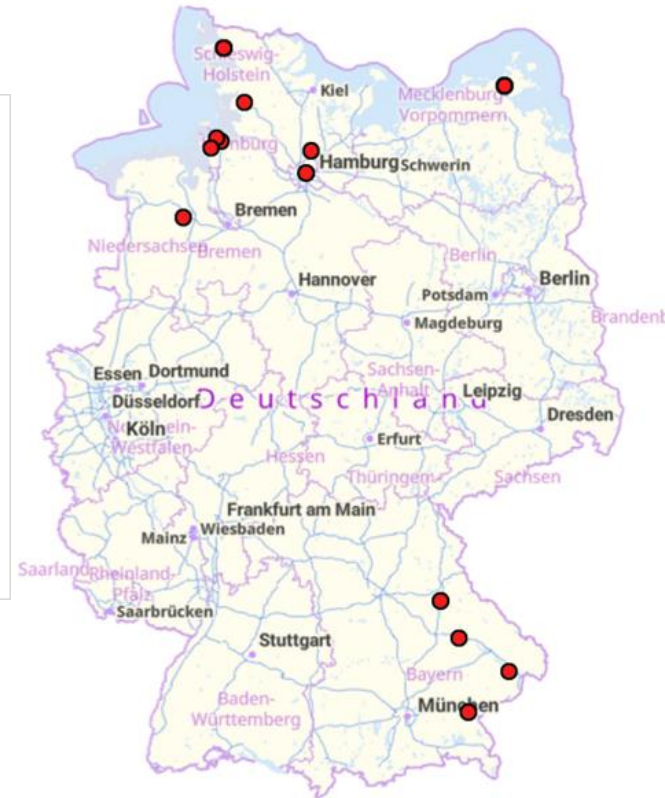 Schleswig-
Holstein
Kiel
Mecklenburg
Vorpommern
Hamburg
Schwerin
Bremen
Niedersachsen
Bremen
Berlin
Hannover
Berlin
Potsdam
Magdeburg
Brandenb
Essen
Dortmund
Sachsen-
Anhalt
Leipzig
Düsseldorf
Deutschland
Dresden
Köln
Westfalen
Erfurt
Hessen
Thüringen
Sachsen
Frankfurt am Main
Wiesbaden
Mainz
Saarland
Rheinland-
Pfalz
Saarbrücken
Stuttgart
Bayern
Baden-
Württemberg
München